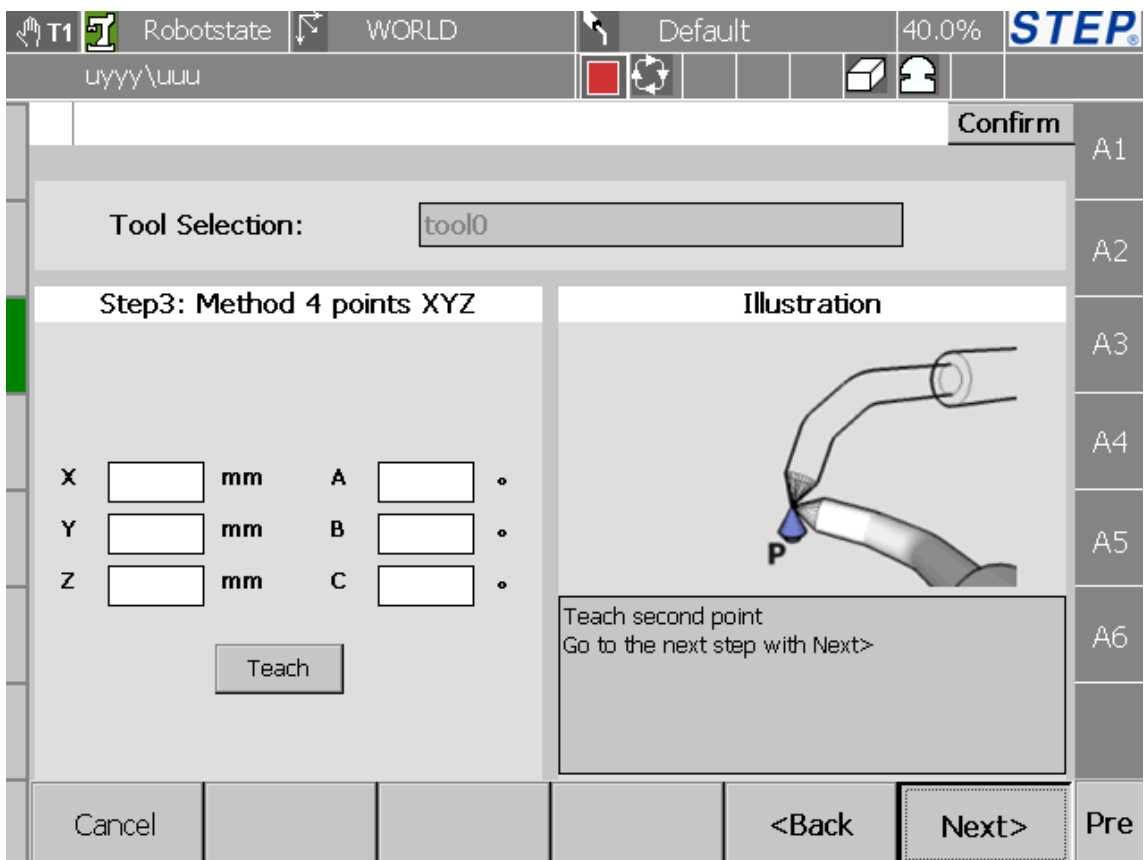 T1 Robotstate WORLD Default 40.0% STEP®
uyyy\uuu
Confirm
A1
Tool Selection: tool0
A2
Step3: Method 4 points XYZ
Illustration
A3
A4
X mm A °
Y mm B °
P
A5
Z mm C °
Teach second point
Go to the next step with Next>
A6
Teach
Cancel <Back Next> Pre